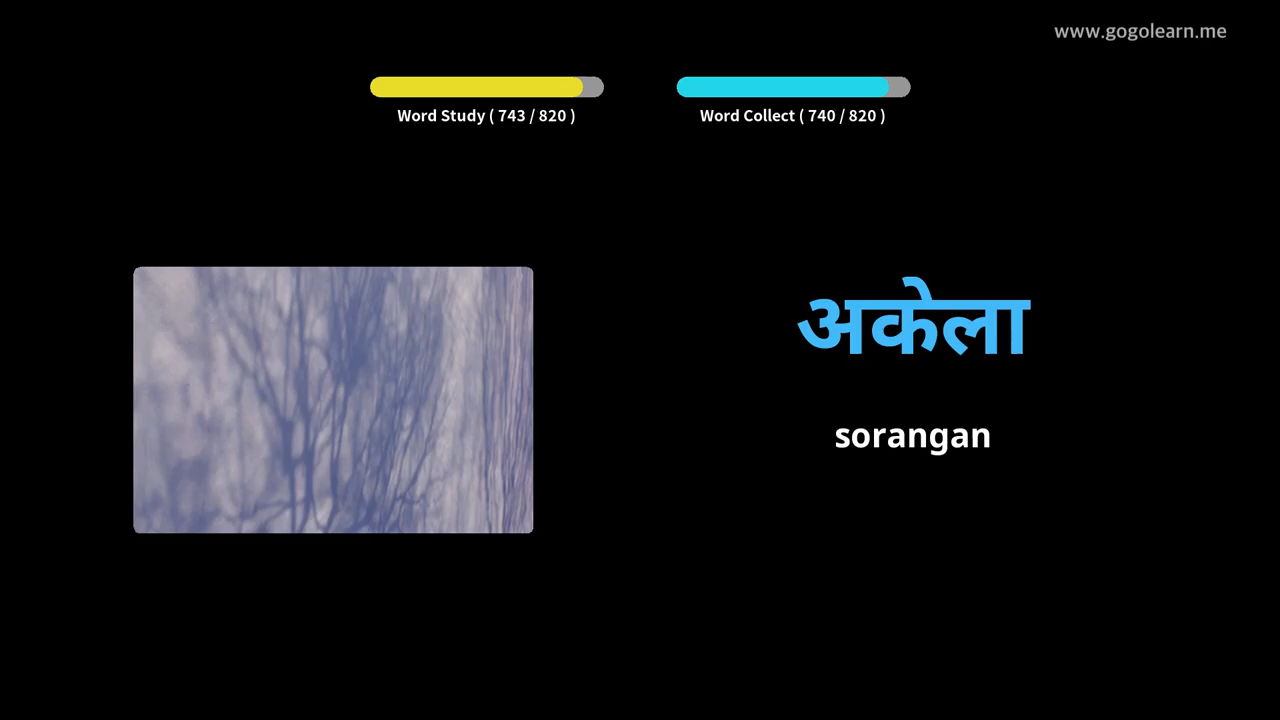 www.gogolearn.me
Word Study ( 743 / 820 )
Word Collect ( 740 / 820 )
अकेला
sorangan